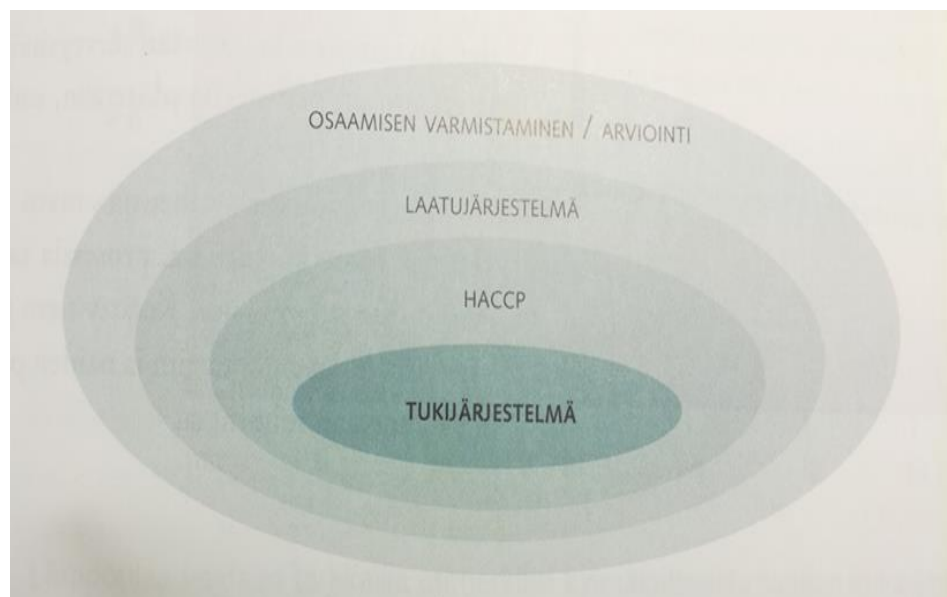 OSAAMISEN VARMISTAMINEN / ARVIOINTI
LAATUJÄRJESTELMÄ
HACCP
TUKIJÄRJESTELMÄ